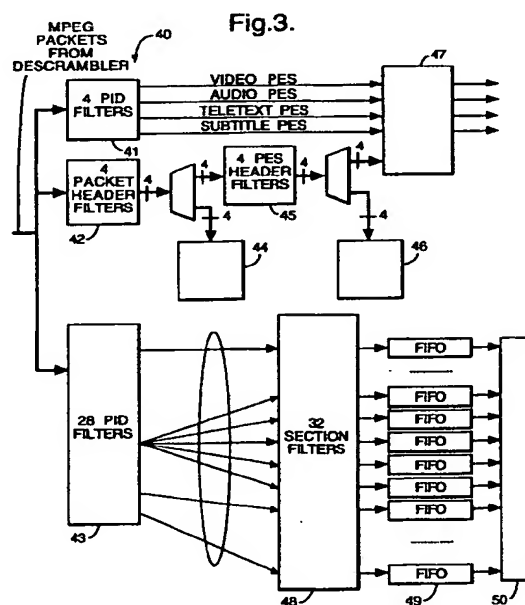 Fig.3.
MPEG
PACKETS
FROM
DESCRAMBLER
40
47
4 PID
FILTERS
41
VIDEO PES
AUDIO PES
TELETEXT PES
SUBTITLE PES
4
PACKET
HEADER
FILTERS
42
4
4
4
44
4 PES
HEADER
FILTERS
45
4
4
4
46
28 PID
FILTERS
43
32
SECTION
FILTERS
48
FIFO
FIFO
FIFO
FIFO
FIFO
FIFO
FIFO
FIFO
49
50